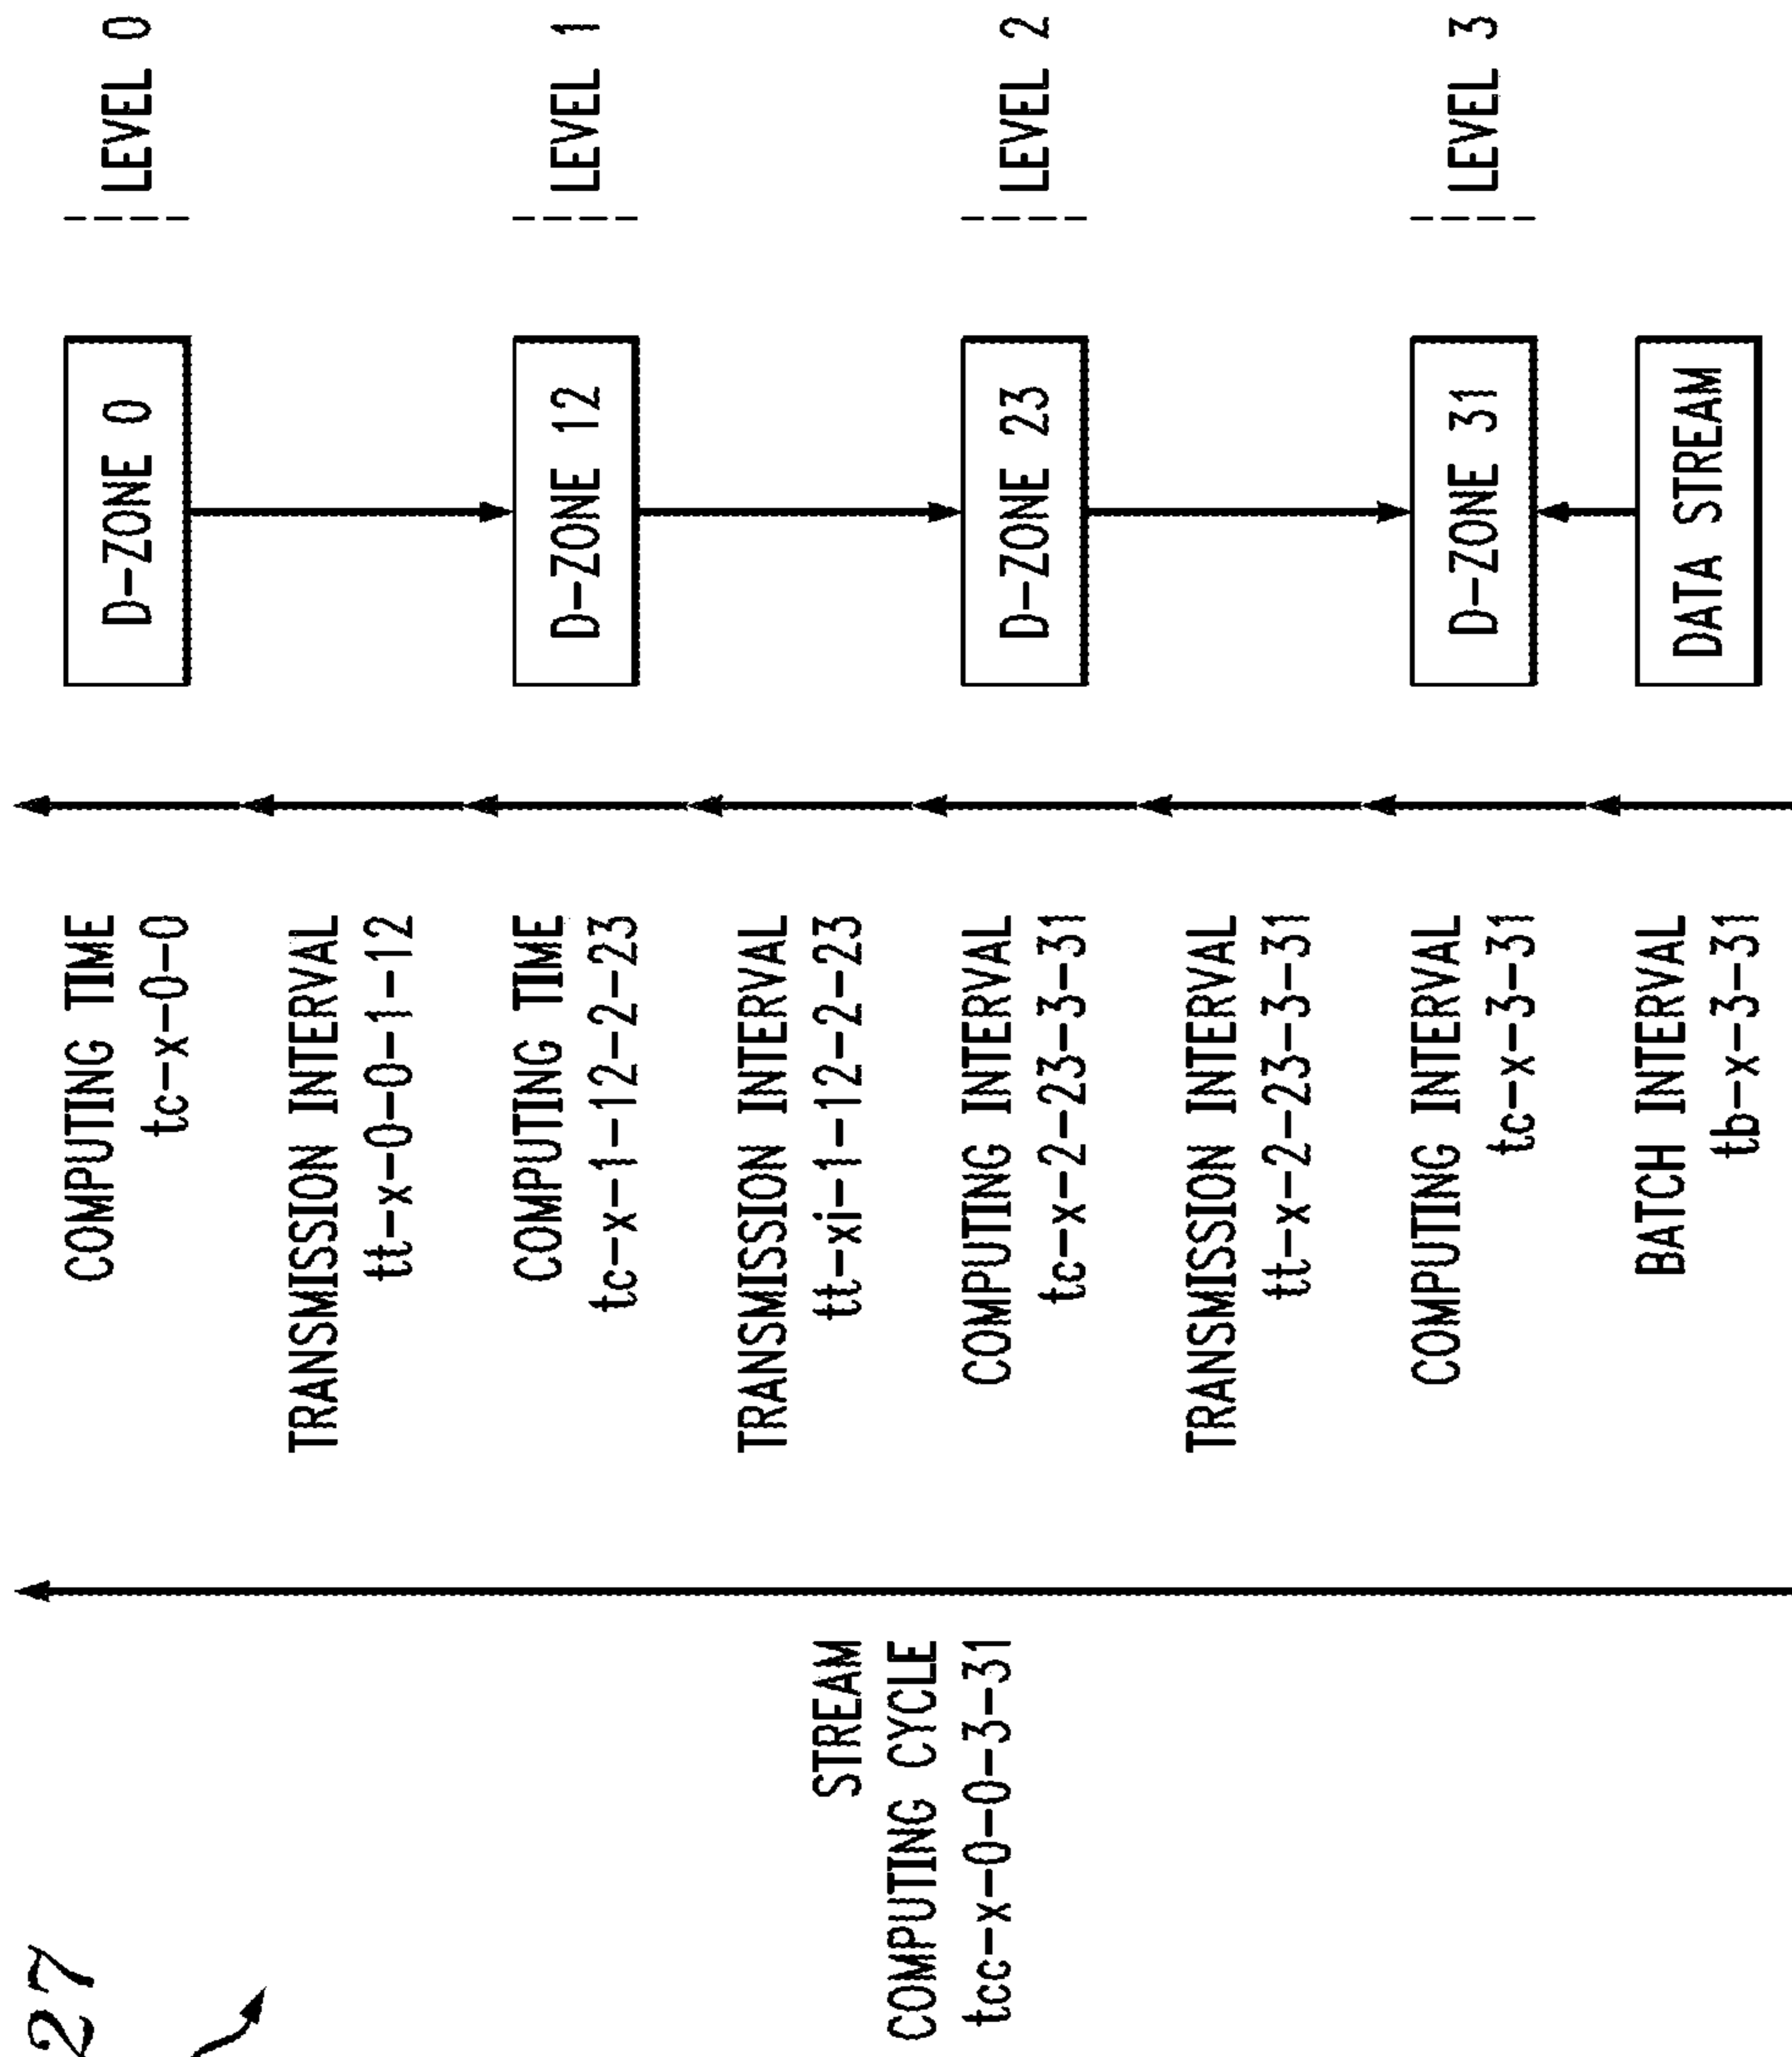 27
STREAM
COMPUTING CYCLE
tcc-x-0-0-3-31
COMPUTING TIME
tc-x-0-0
TRANSMISSION INTERVAL
tt-x-0-0-1-12
COMPUTING TIME
tc-x-1-12-2-23
TRANSMISSION INTERVAL
tt-xi-1-12-2-23
COMPUTING INTERVAL
tc-x-2-23-3-31
TRANSMISSION INTERVAL
tt-x-2-23-3-31
COMPUTING INTERVAL
tc-x-3-31
BATCH INTERVAL
tb-x-3-31
D-ZONE 0
D-ZONE 12
D-ZONE 23
D-ZONE 31
DATA STREAM
LEVEL 0
LEVEL 1
LEVEL 2
LEVEL 3